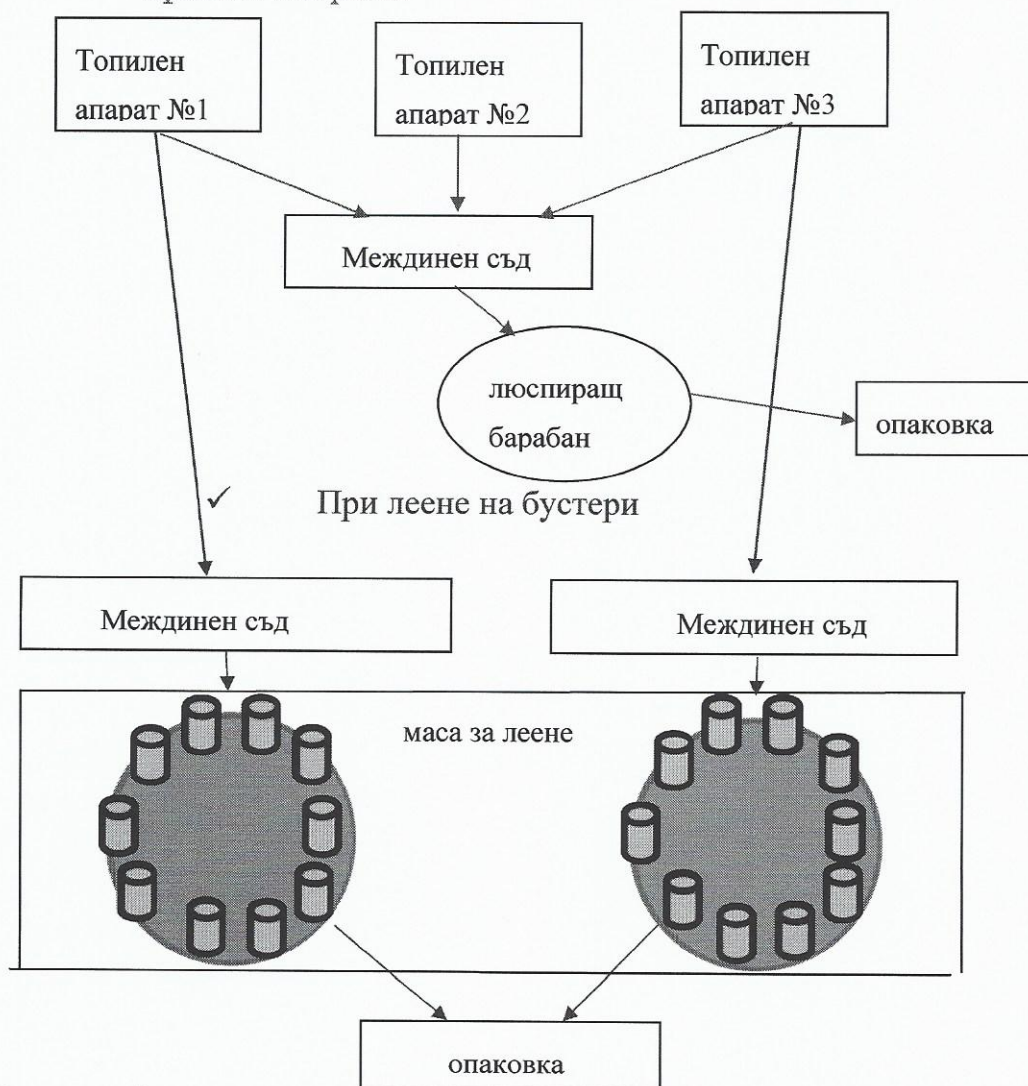 Топилен
апарат №1
Топилен
апарат №2
Топилен
апарат №3
Междинен съд
люспиращ
барабан
опаковка
✓ При леене на бустери
Междинен съд
Междинен съд
маса за леене
опаковка